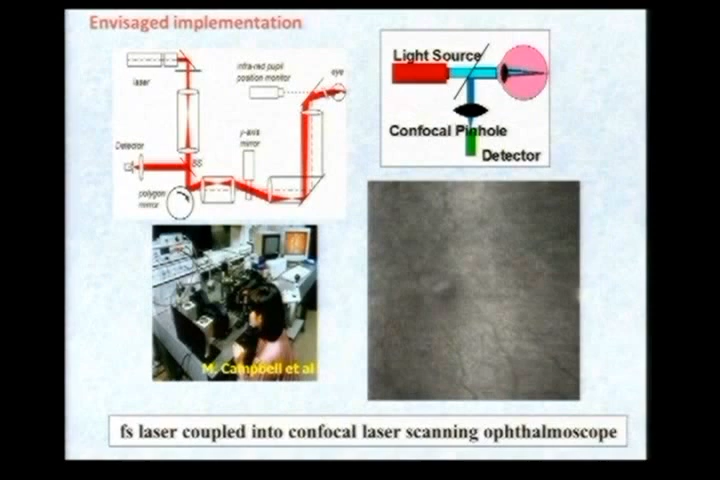 Envisaged implementation
laser
infra-red pupil
position monitor
eye
y-axis
mirror
Detector
BS
polygon
mirror
Light Source
Confocal Pinhole
Detector
M. Campbell et al
fs laser coupled into confocal laser scanning ophthalmoscope